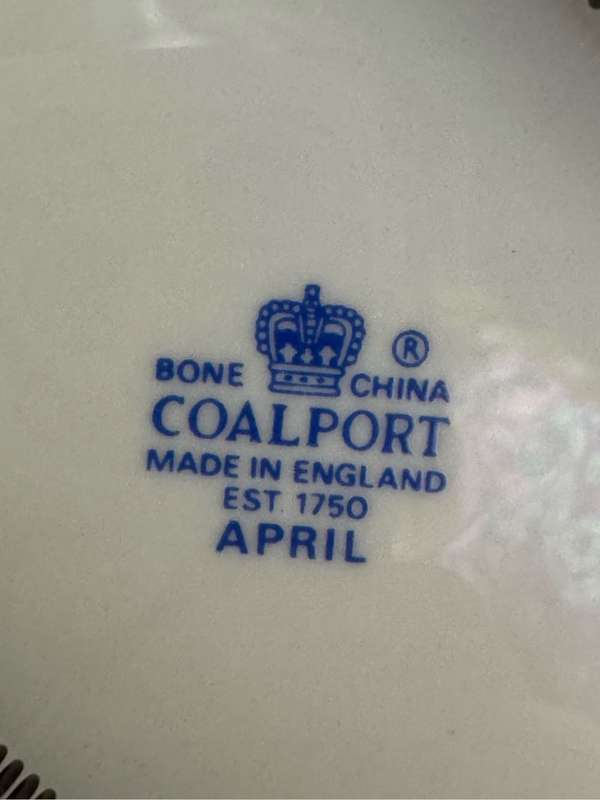 ®
BONE CHINA
COALPORT
MADE IN ENGLAND
EST. 1750
APRIL